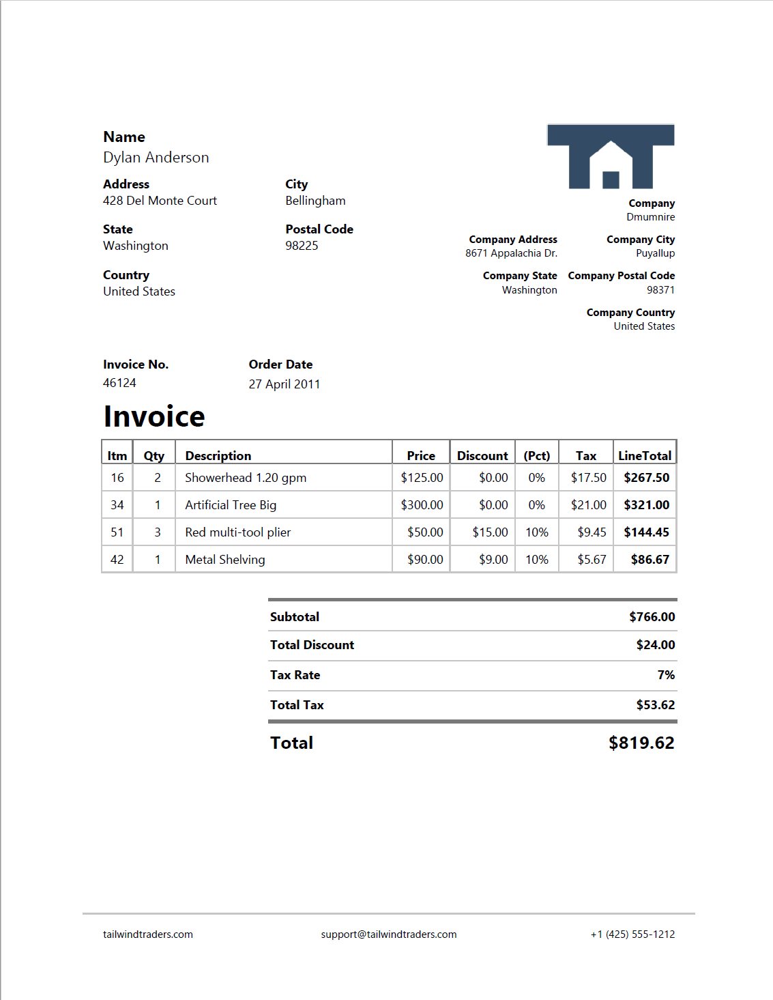 Name
Dylan Anderson
Address City
428 Del Monte Court Bellingham
State Postal Code
Washington 98225
Country
United States
Company
Dmumnire
Company Address Company City
8671 Appalachia Dr. Puyallup
Company State Company Postal Code
Washington 98371
Company Country
United States
Invoice No. Order Date
46124 27 April 2011
Invoice
Itm Qty Description Price Discount (Pct) Tax LineTotal
16 2 Showerhead 1.20 gpm $125.00 $0.00 0% $17.50 $267.50
34 1 Artificial Tree Big $300.00 $0.00 0% $21.00 $321.00
51 3 Red multi-tool plier $50.00 $15.00 10% $9.45 $144.45
42 1 Metal Shelving $90.00 $9.00 10% $5.67 $86.67
Subtotal $766.00
Total Discount $24.00
Tax Rate 7%
Total Tax $53.62
Total $819.62
tailwindtraders.com support@tailwindtraders.com +1 (425) 555-1212